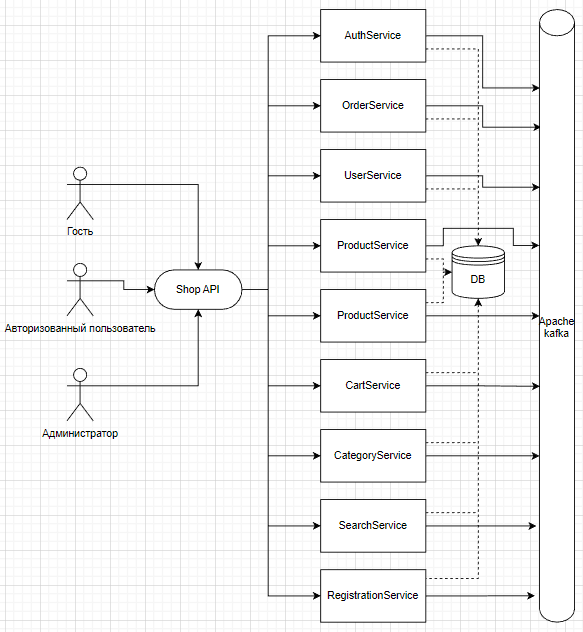 AuthService
OrderService
UserService
Гость
ProductService
DB
Shop API
Авторизованный пользователь
ProductService
Apache
kafka
CartService
Администратор
CategoryService
SearchService
RegistrationService